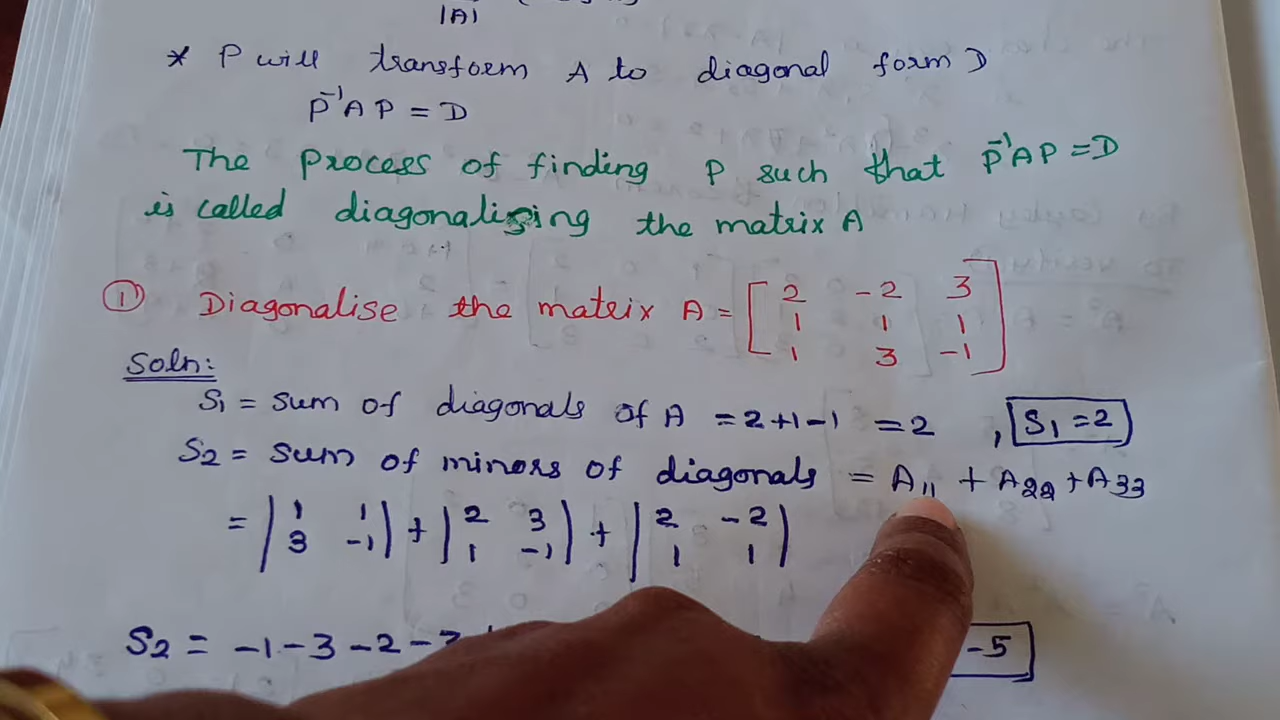 |A|
* P will transform A to diagonal form D
P⁻¹AP = D
The process of finding P such that P⁻¹AP = D
is called diagonalising the matrix A
① Diagonalise the matrix A = [ 2 -2 3
1 1 1
1 3 -1 ]
Soln:
S₁ = sum of diagonals of A = 2+1-1 = 2 , S₁ = 2
S₂ = sum of minors of diagonals = A₁₁ + A₂₂ + A₃₃
= | 1 1 | + | 2 3 | + | 2 -2 |
| 3 -1 | | 1 -1 | | 1 1 |
S₂ = -1-3-2-3 -5